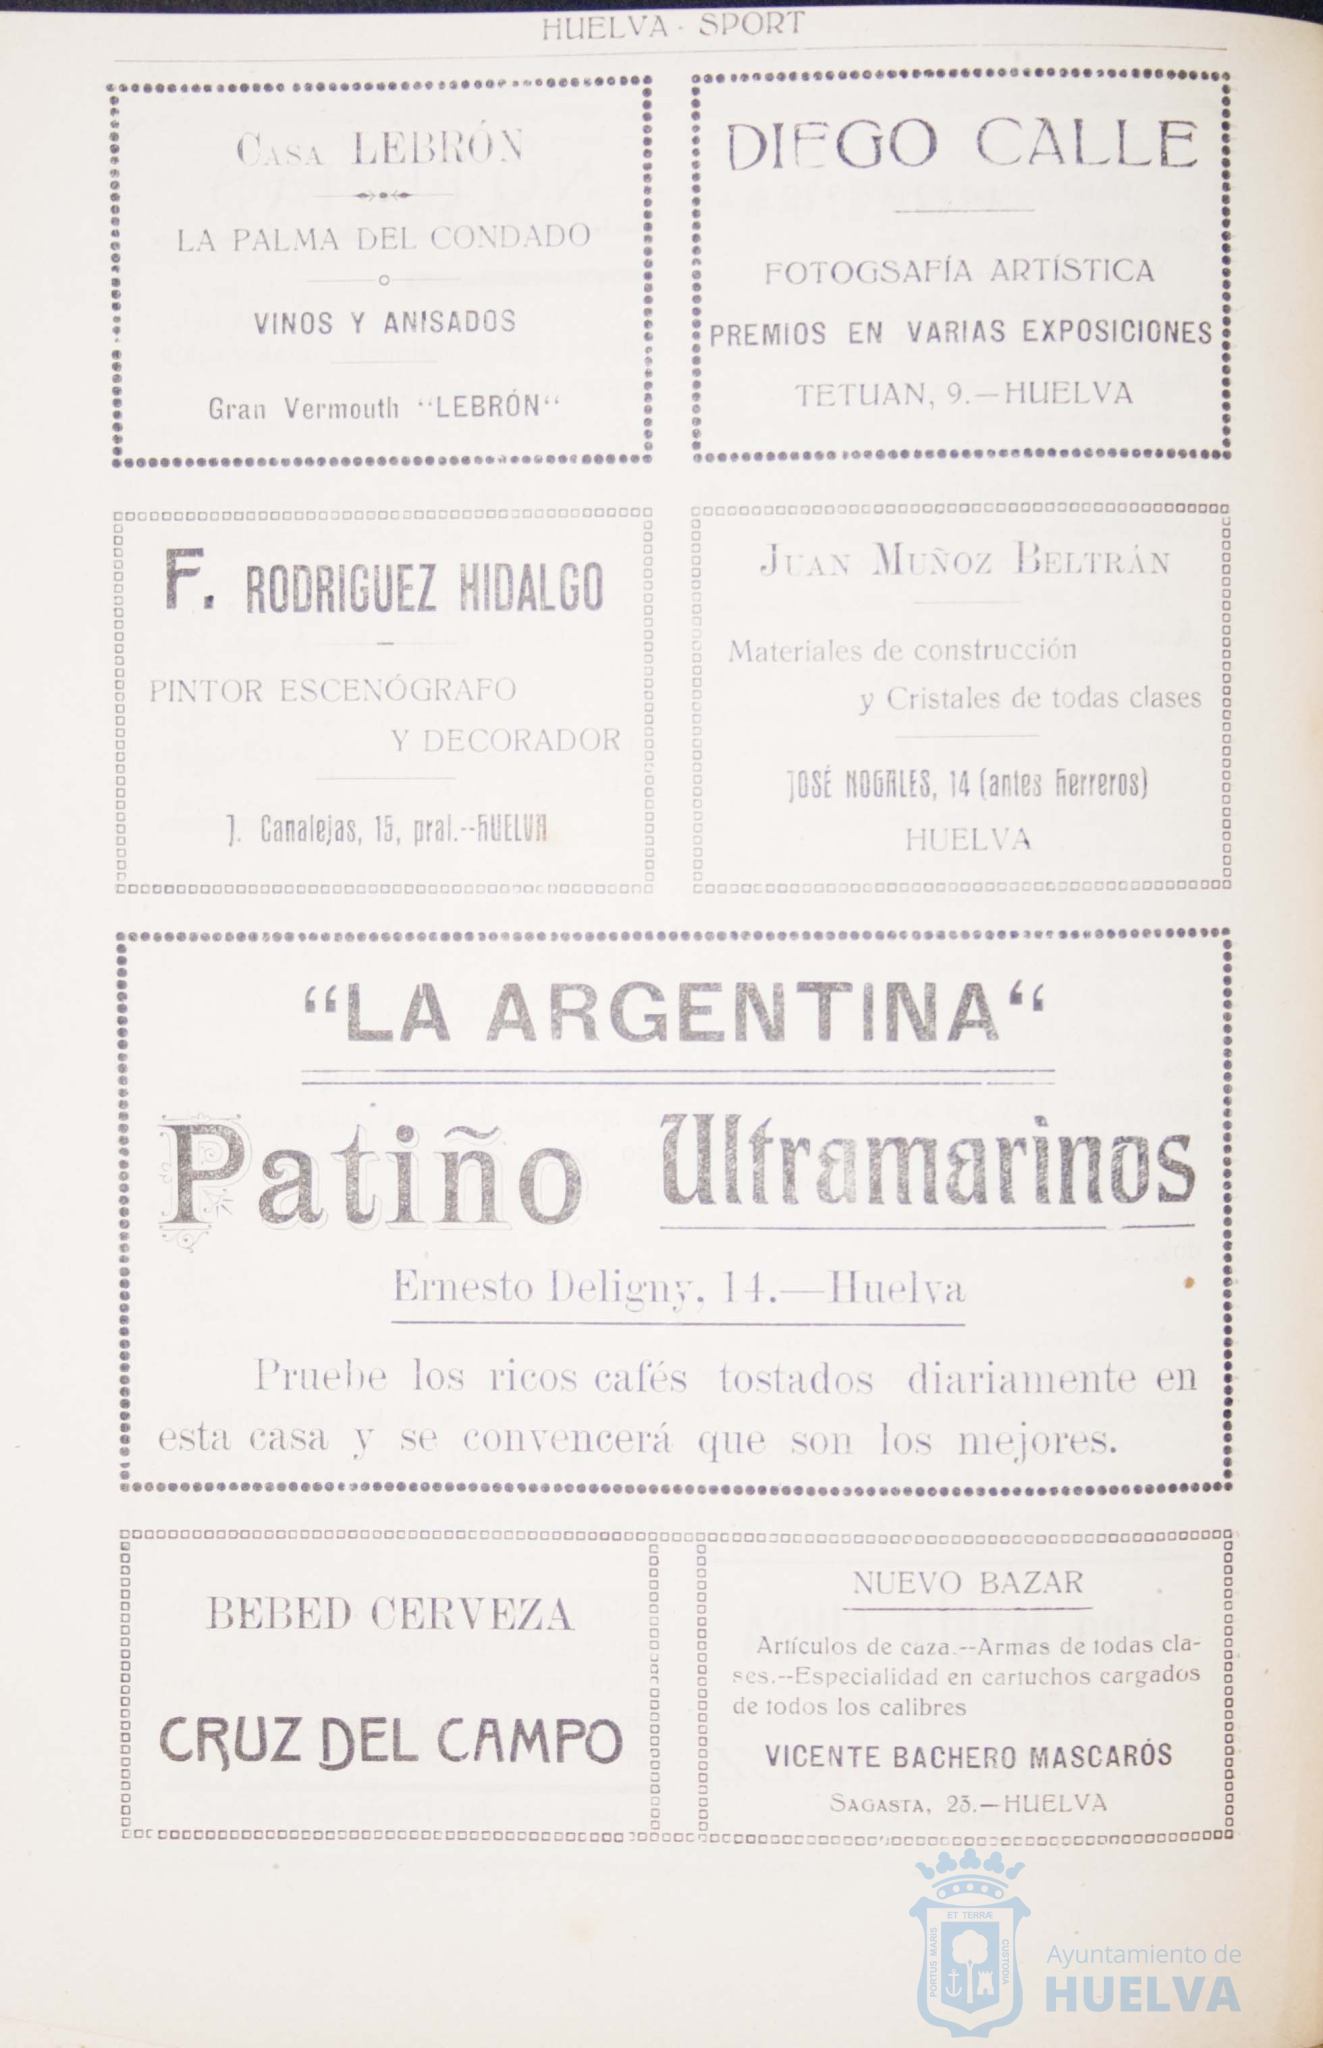 HUELVA - SPORT
CASA LEBRÓN
LA PALMA DEL CONDADO
VINOS Y ANISADOS
Gran Vermouth “LEBRÓN“
DIEGO CALLE
FOTOGSAFÍA ARTÍSTICA
PREMIOS EN VARIAS EXPOSICIONES
TETUAN, 9.—HUELVA
F. RODRIGUEZ HIDALGO
PINTOR ESCENÓGRAFO
Y DECORADOR
J. Canalejas, 15, pral.--HUELVA
JUAN MUÑOZ BELTRÁN
Materiales de construcción
y Cristales de todas clases
JOSÉ NOGALES, 14 (antes Herreros)
HUELVA
“LA ARGENTINA“
Patiño Ultramarinos
Ernesto Deligny, 14.—Huelva
Pruebe los ricos cafés tostados diariamente en
esta casa y se convencerá que son los mejores.
BEBED CERVEZA
CRUZ DEL CAMPO
NUEVO BAZAR
Artículos de caza.--Armas de todas cla-
ses.--Especialidad en cartuchos cargados
de todos los calibres
VICENTE BACHERO MASCARÓS
SAGASTA, 23.—HUELVA
ET TERRÆ
PORTUS MARIS
CUSTODIA
Ayuntamiento de
HUELVA